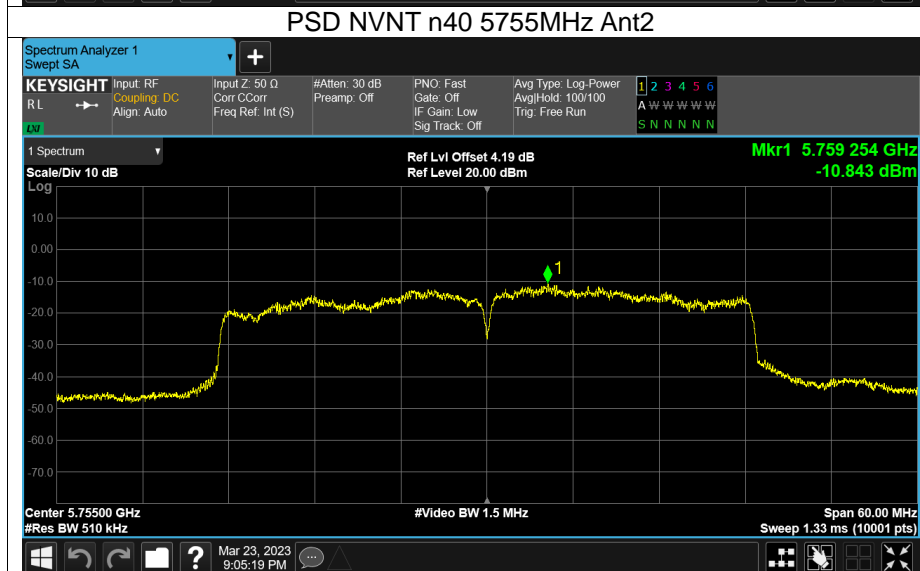 PSD NVNT n40 5755MHz Ant2
Spectrum Analyzer 1
Swept SA
+
KEYSIGHT Input: RF Input Z: 50 Ω #Atten: 30 dB PNO: Fast Avg Type: Log-Power 1 2 3 4 5 6
RL Coupling: DC Corr CCorr Preamp: Off Gate: Off Avg|Hold: 100/100 A W W W W W
Align: Auto Freq Ref: Int (S) IF Gain: Low Trig: Free Run
LXI Sig Track: Off S N N N N N
1 Spectrum Ref Lvl Offset 4.19 dB Mkr1 5.759 254 GHz
Scale/Div 10 dB Ref Level 20.00 dBm -10.843 dBm
Log
10.0
0.00
1
-10.0
-20.0
-30.0
-40.0
-50.0
-60.0
-70.0
Center 5.75500 GHz #Video BW 1.5 MHz Span 60.00 MHz
#Res BW 510 kHz Sweep 1.33 ms (10001 pts)
? Mar 23, 2023
9:05:19 PM